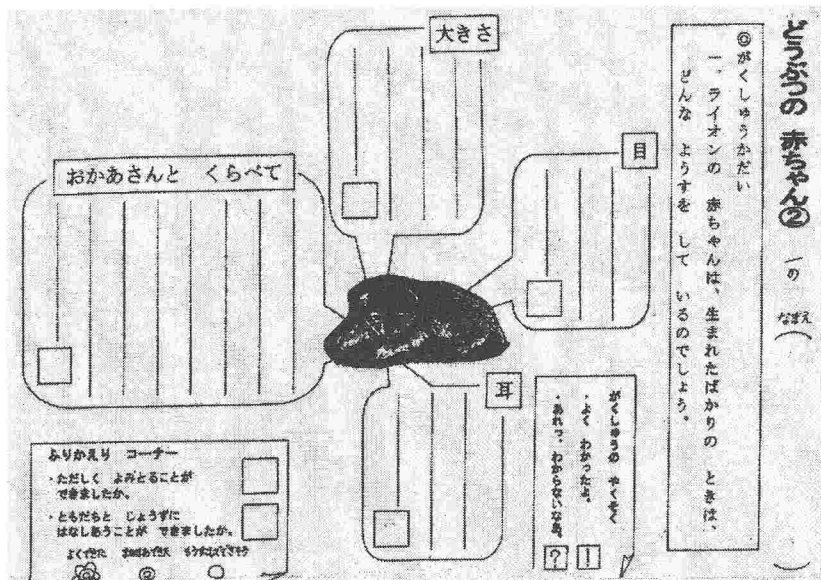 どうぶつの 赤ちゃん②
一の
なまえ
◎がくしゅうかだい
一、ライオンの 赤ちゃんは、生まれたばかりの ときは、
どんな ようすを して いるのでしょう。
大きさ
目
おかあさんと くらべて
耳
がくしゅうの やくそく
・よく わかったよ。 !
・あれっ、わからないな。 ?
ふりかえり コーナー
・ただしく よみとることが
できましたか。
・ともだちと じょうずに
はなしあうことが できましたか。
よくできた